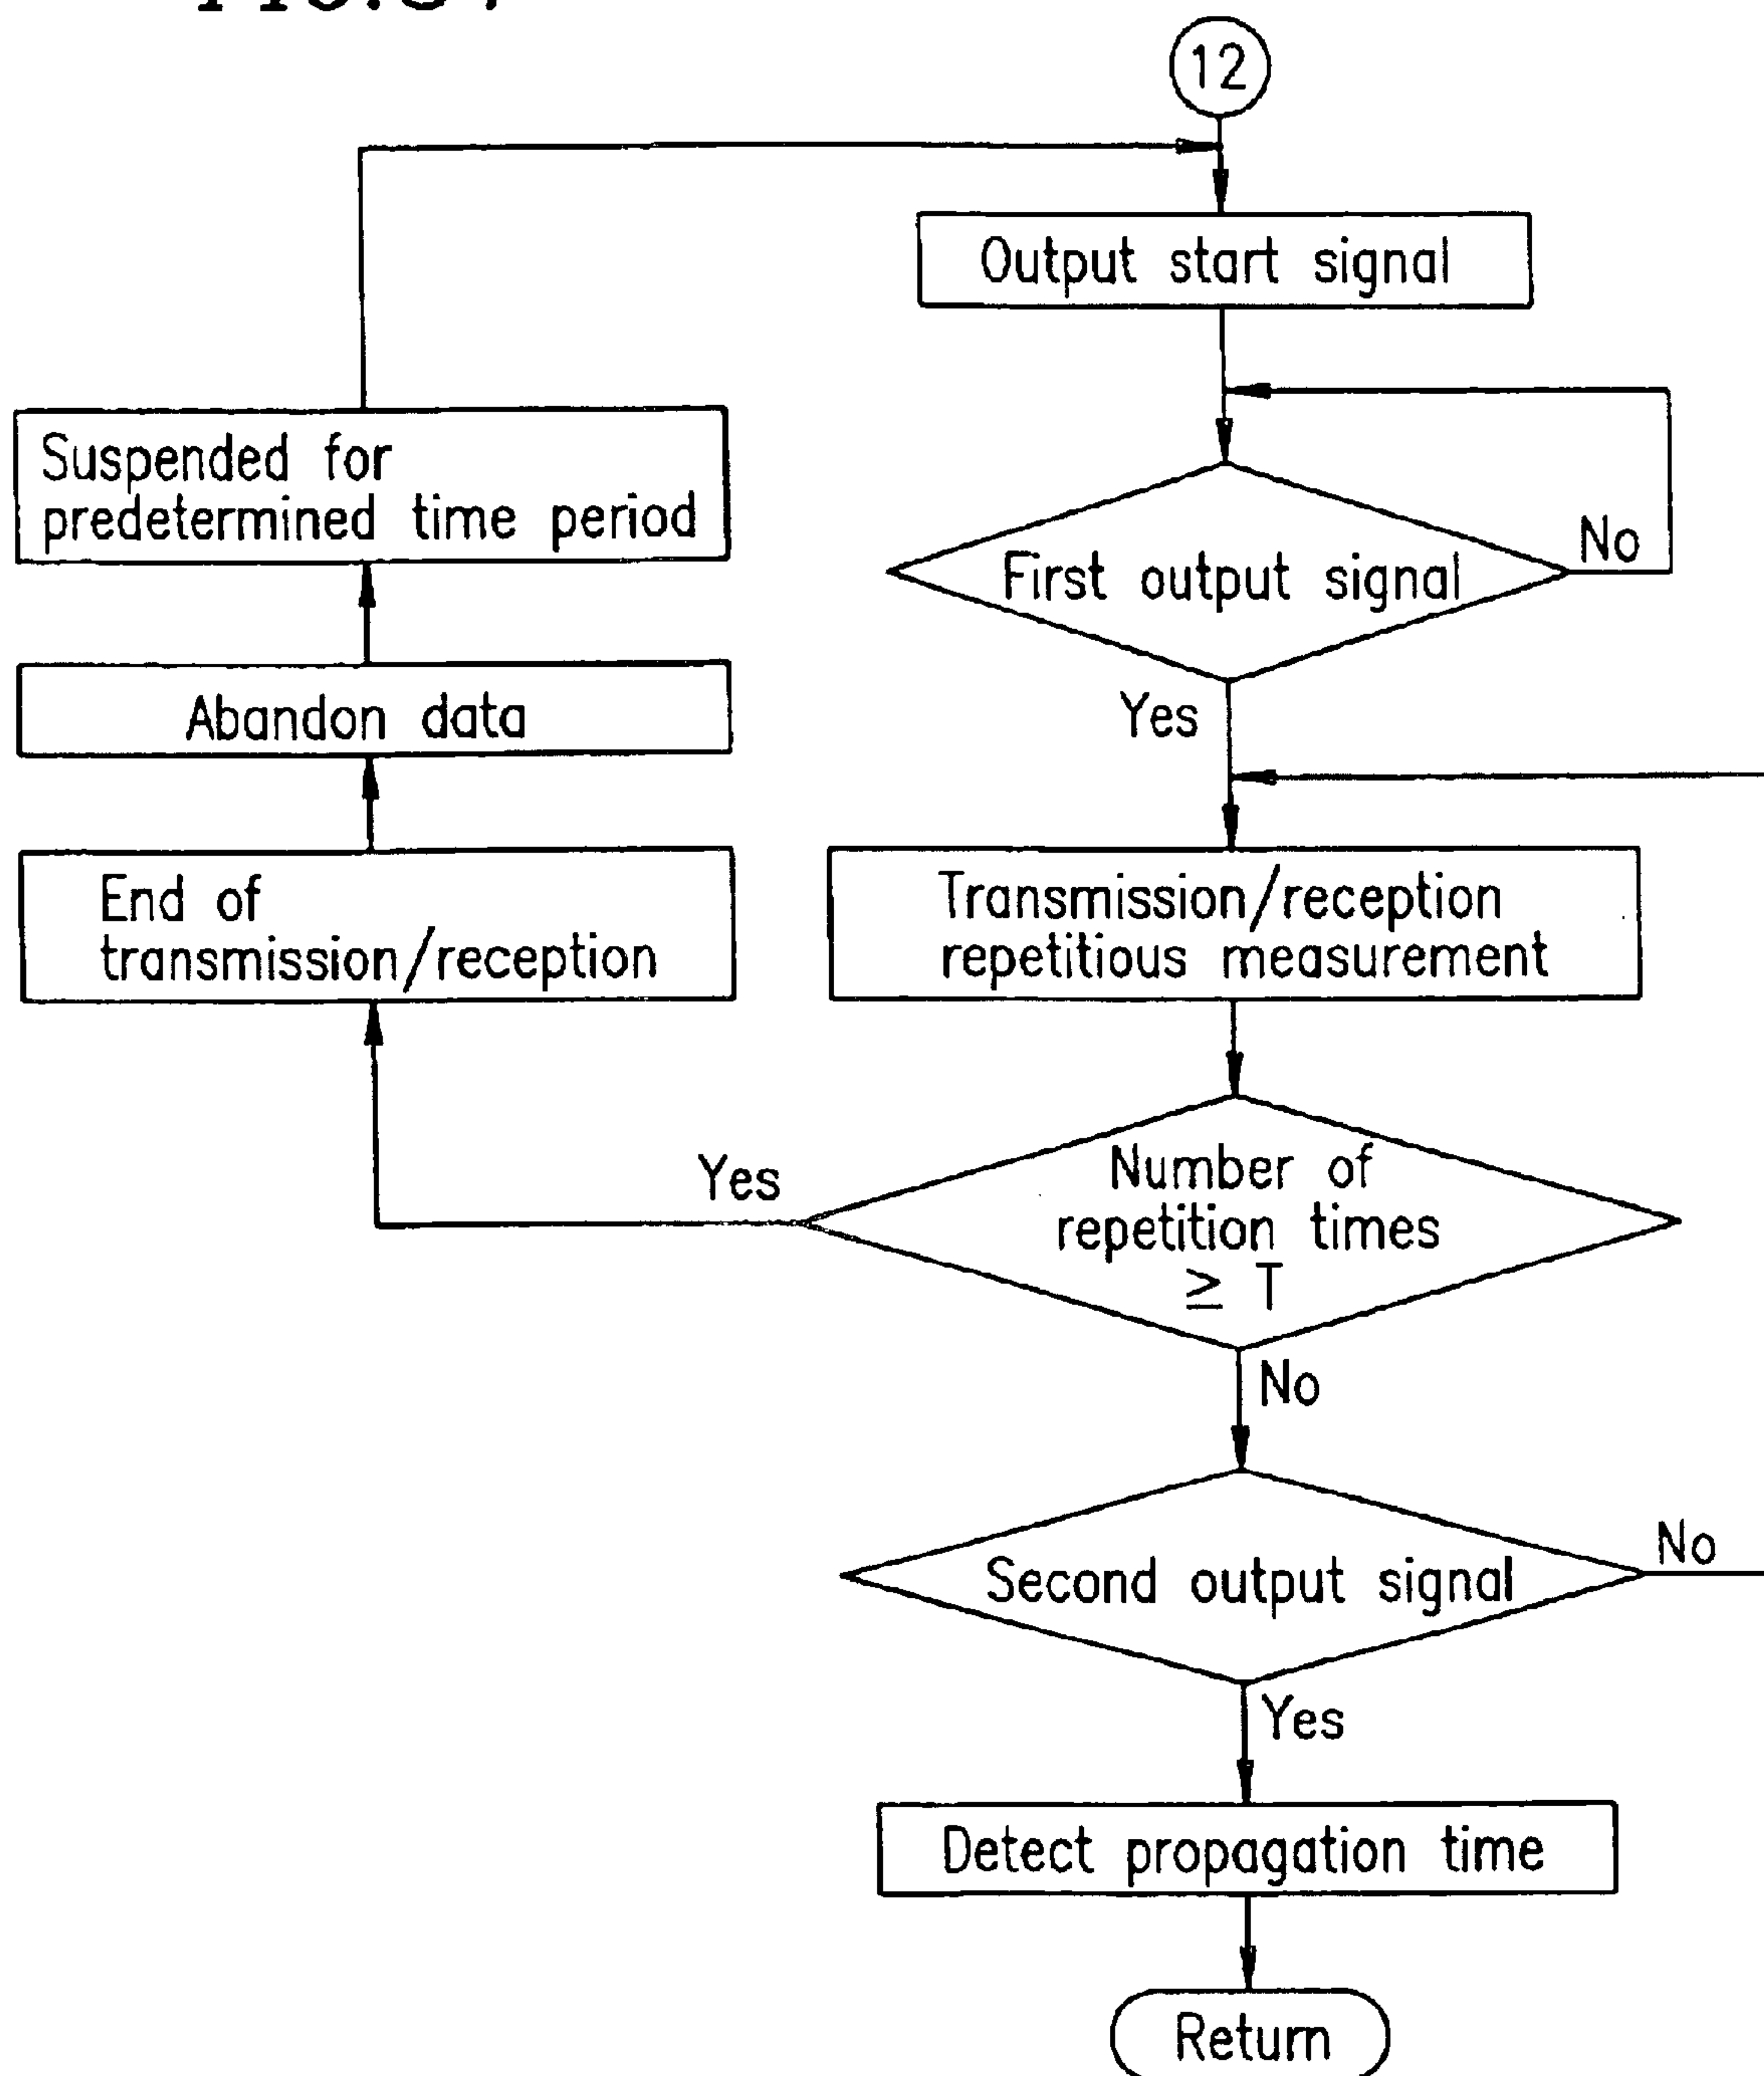 12
Output start signal
First output signal
No
Yes
Transmission/reception
repetitious measurement
Number of
repetition times
≥ T
Yes
End of
transmission/reception
Abandon data
Suspended for
predetermined time period
No
Second output signal
No
Yes
Detect propagation time
Return